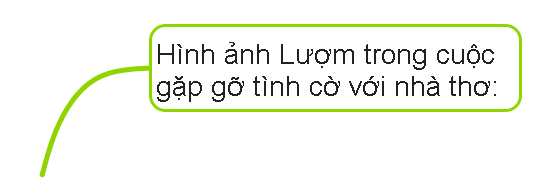 Hình ảnh Lượm trong cuộc
gặp gỡ tình cờ với nhà thơ: